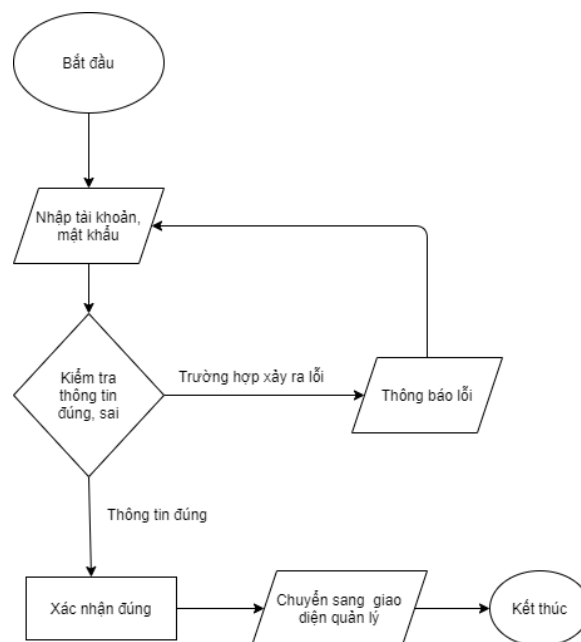 Bắt đầu
Nhập tài khoản,
mật khẩu
Kiểm tra
thông tin
đúng, sai
Trường hợp xảy ra lỗi
Thông báo lỗi
Thông tin đúng
Xác nhận đúng
Chuyển sang giao
diện quản lý
Kết thúc